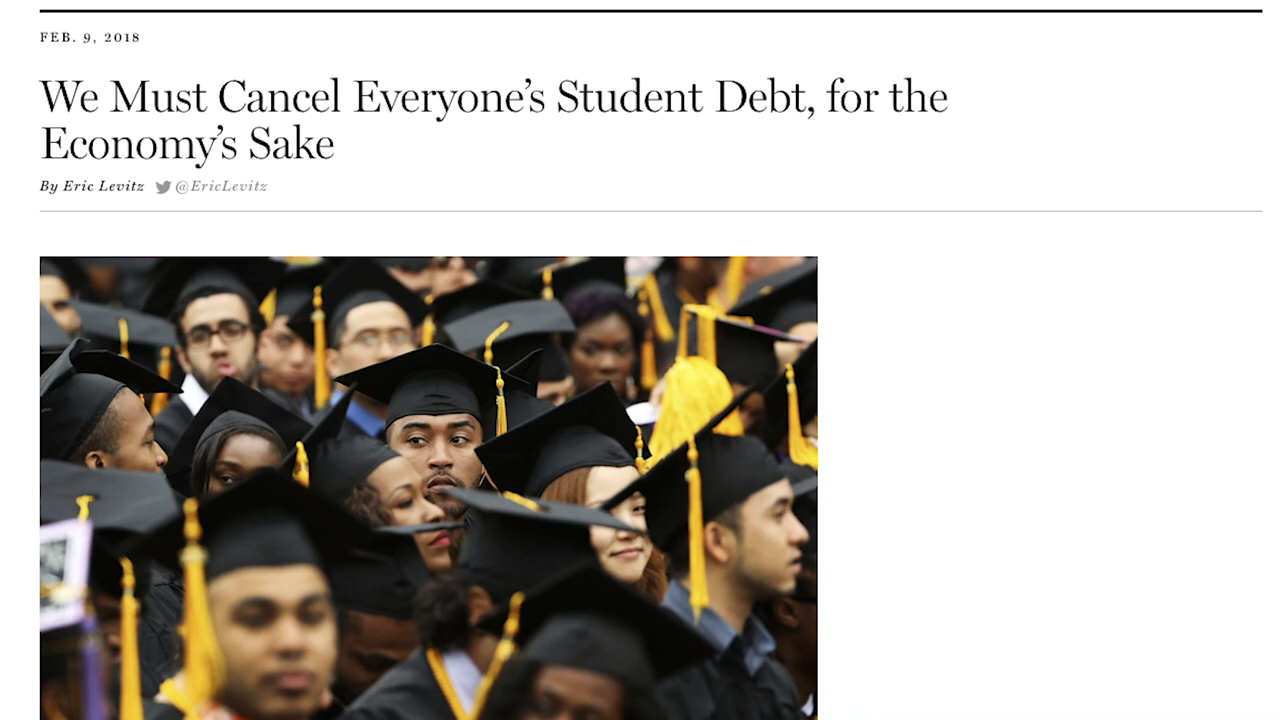 FEB. 9, 2018
We Must Cancel Everyone’s Student Debt, for the
Economy’s Sake
By Eric Levitz @EricLevitz